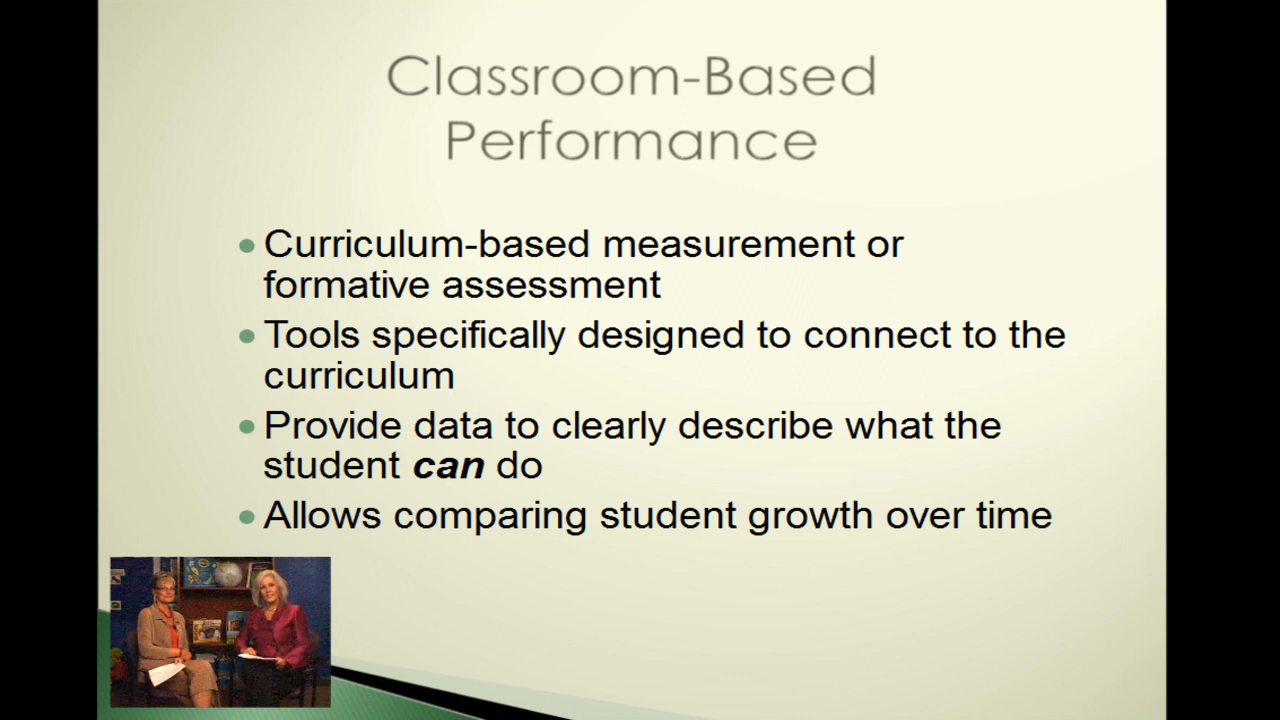 Classroom-Based
Performance
• Curriculum-based measurement or
formative assessment
• Tools specifically designed to connect to the
curriculum
• Provide data to clearly describe what the
student can do
• Allows comparing student growth over time